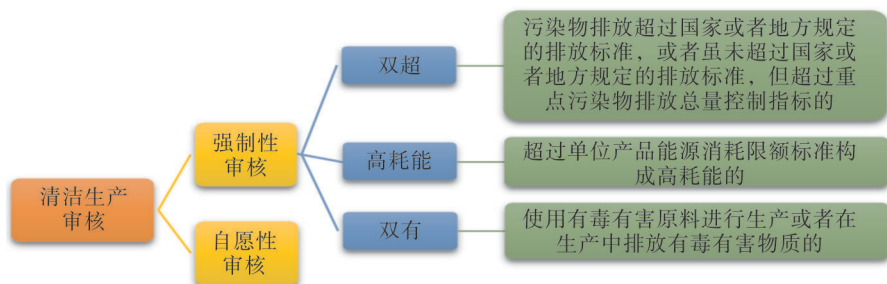 清洁生产
审核
强制性
审核
自愿性
审核
双超
污染物排放超过国家或者地方规定
的排放标准，或者虽未超过国家或
者地方规定的排放标准，但超过重
点污染物排放总量控制指标的
高耗能
超过单位产品能源消耗限额标准构
成高耗能的
双有
使用有毒有害原料进行生产或者在
生产中排放有毒有害物质的